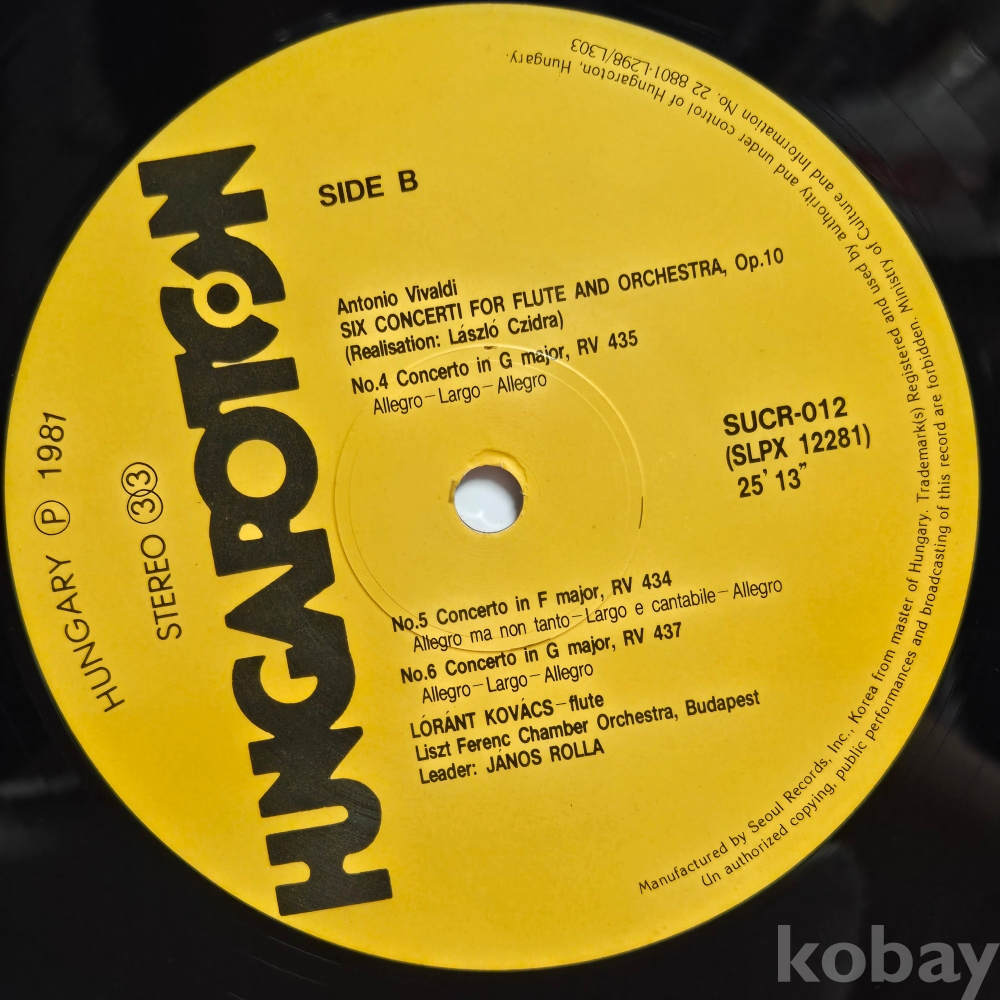 SIDE B
Antonio Vivaldi
SIX CONCERTI FOR FLUTE AND ORCHESTRA, Op.10
(Realisation: László Czidra)
No.4 Concerto in G major, RV 435
Allegro–Largo–Allegro
SUCR-012
(SLPX 12281)
25' 13"
No.5 Concerto in F major, RV 434
Allegro ma non tanto–Largo e cantabile–Allegro
No.6 Concerto in G major, RV 437
Allegro–Largo–Allegro
LÓRÁNT KOVÁCS–flute
Liszt Ferenc Chamber Orchestra, Budapest
Leader: JÁNOS ROLLA
HUNGAROTON
STEREO 33
HUNGARY Ⓟ 1981
Manufactured by Seoul Records, Inc., Korea from master of Hungary. Trademark(s) Registered and used by authority and under control of Hungarcton, Hungary.
Un authorized copying, public performances and broadcasting of this record are forbidden. Ministry of Culture and Information No. 22 8801-L298/L303
kobay